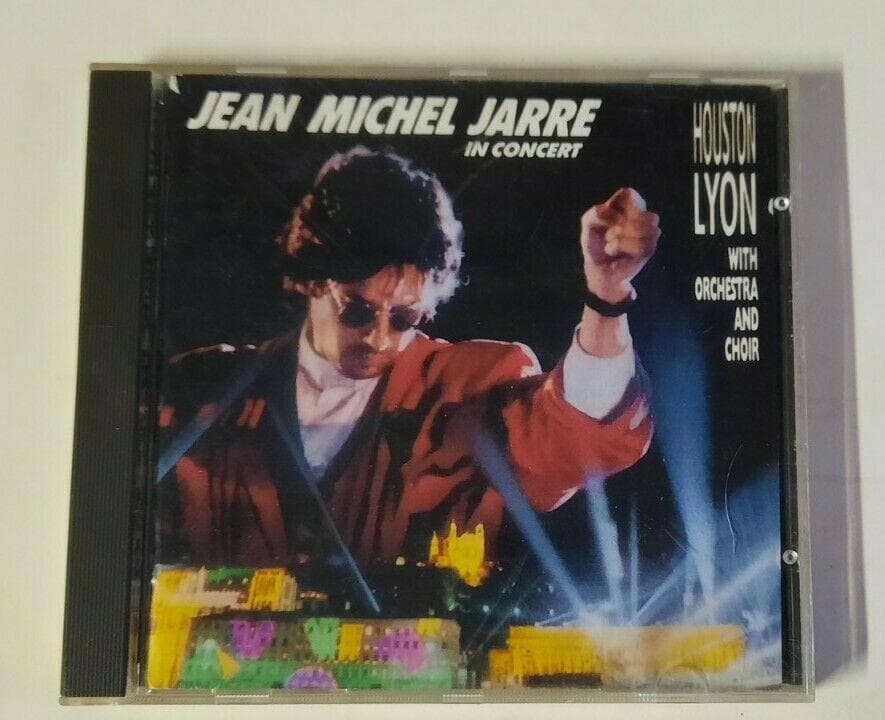 JEAN MICHEL JARRE
IN CONCERT
HOUSTON
LYON
WITH
ORCHESTRA
AND
CHOIR